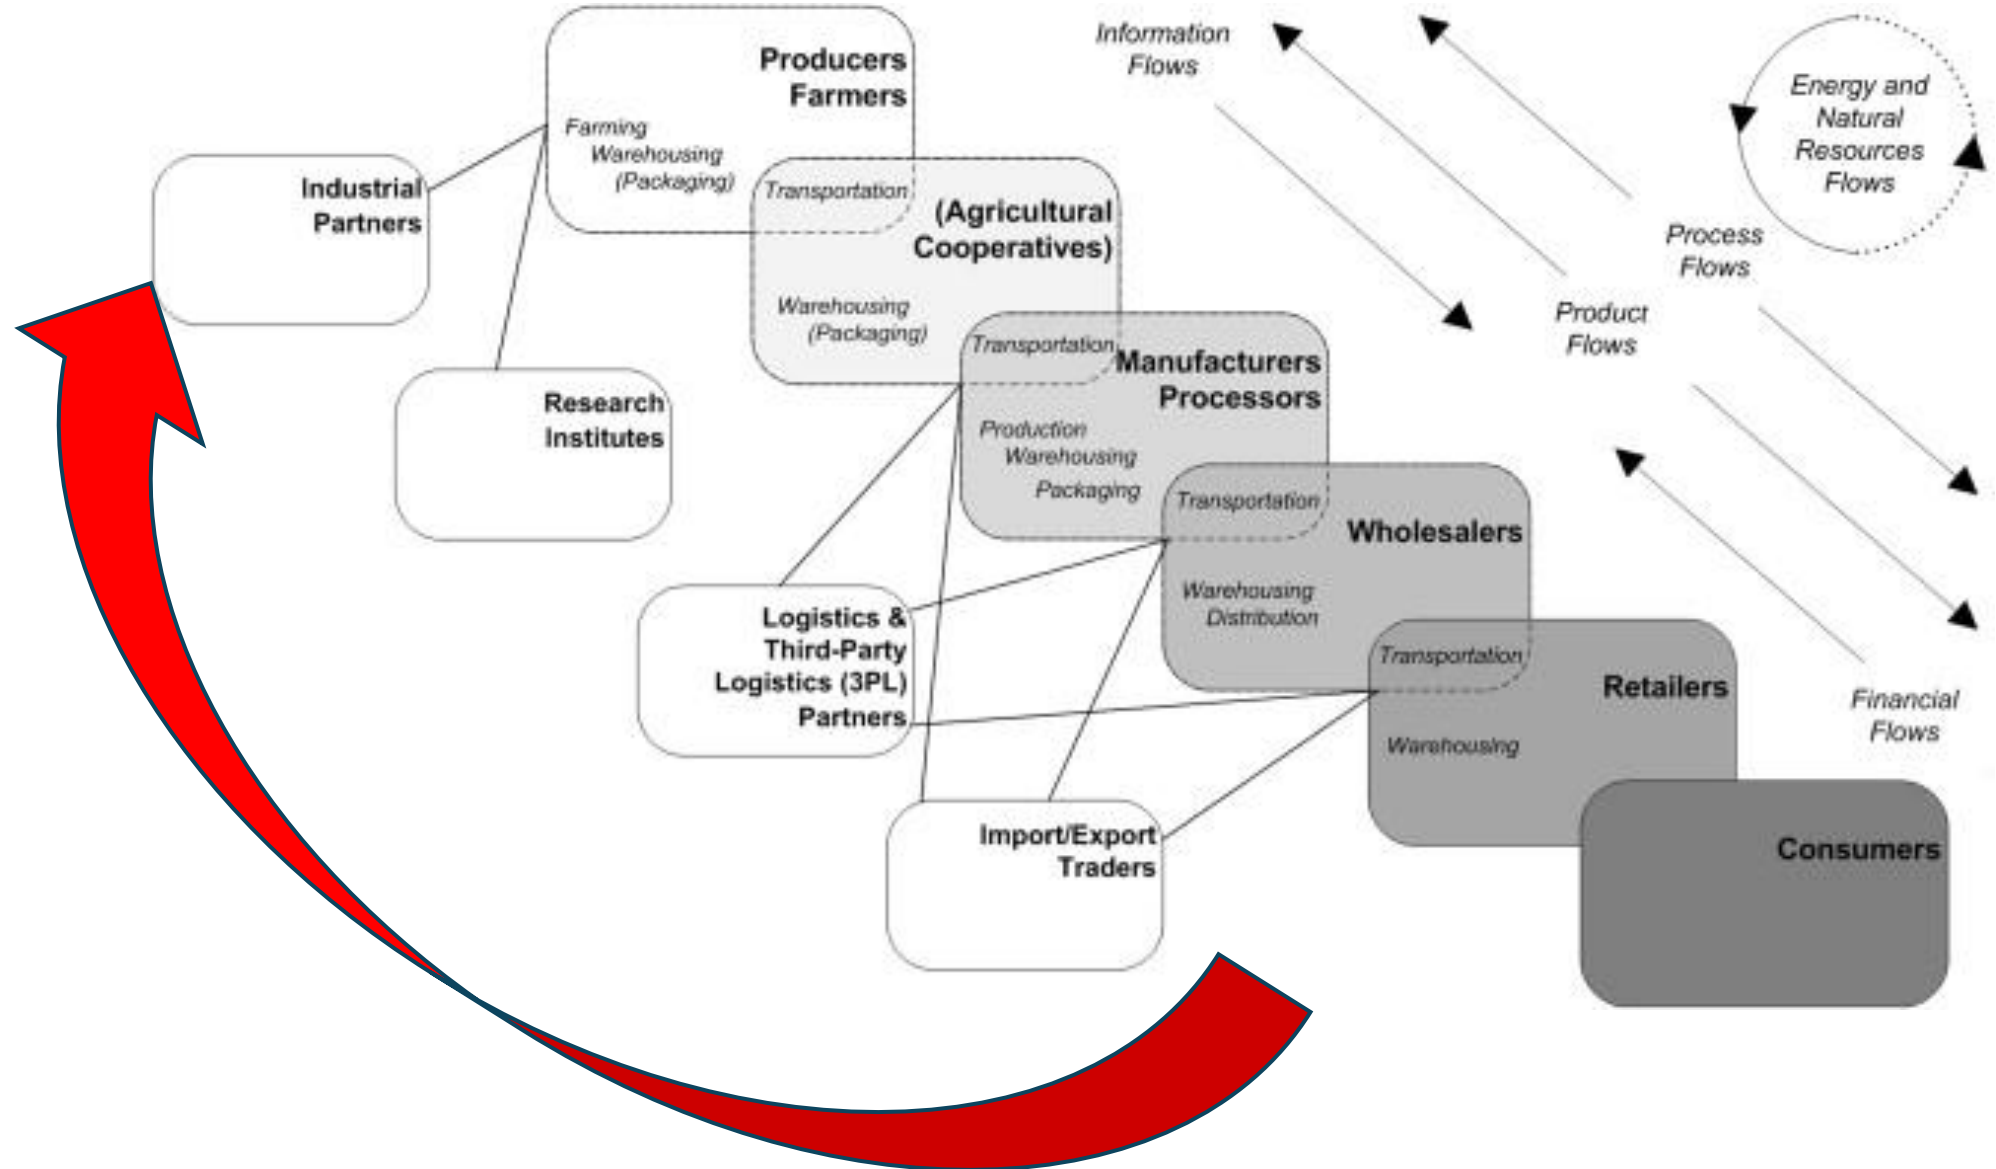 Producers
Farmers
Farming
Warehousing
(Packaging)
Transportation
Industrial
Partners
(Agricultural
Cooperatives)
Warehousing
(Packaging)
Transportation
Research
Institutes
Manufacturers
Processors
Production
Warehousing
Packaging
Transportation
Wholesalers
Warehousing
Distribution
Transportation
Logistics &
Third-Party
Logistics (3PL)
Partners
Retailers
Warehousing
Import/Export
Traders
Consumers
Information
Flows
Energy and
Natural
Resources
Flows
Process
Flows
Product
Flows
Financial
Flows